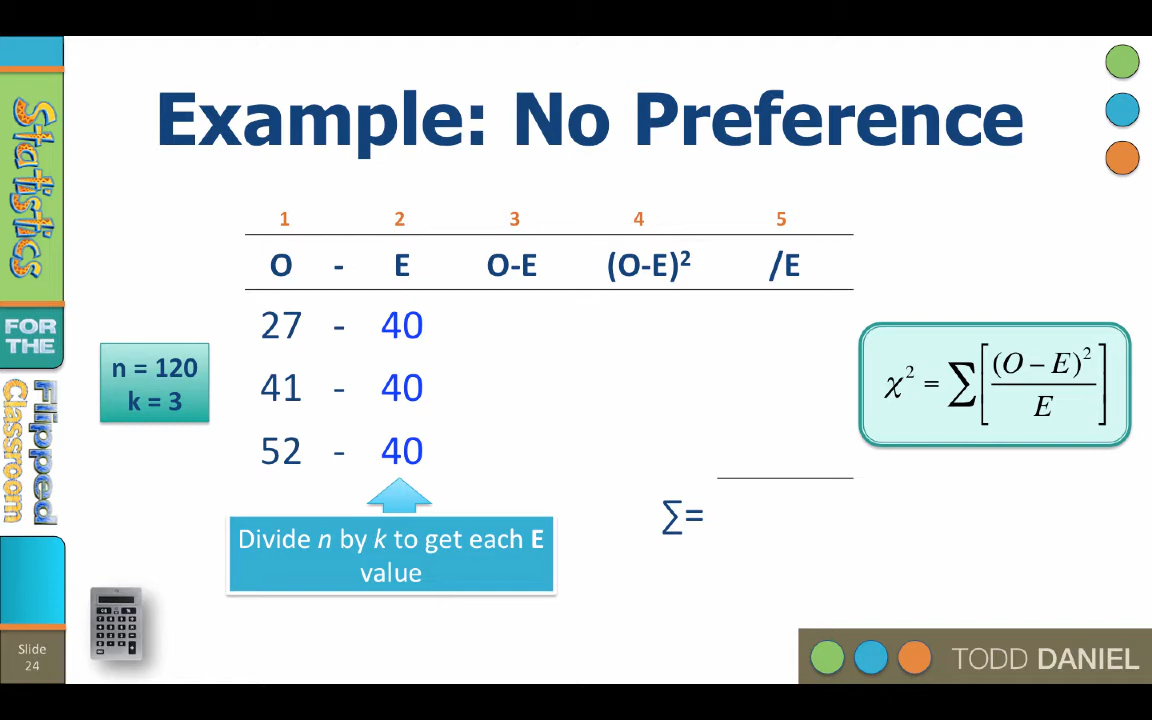 Example: No Preference
Statistics
FOR THE
Flipped
Classroom
1 2 3 4 5
O - E O-E (O-E)² /E
27 - 40
41 - 40
52 - 40
n = 120
k = 3
χ² = ∑[(O – E)² / E]
∑=
Divide n by k to get each E
value
Slide
24
TODD DANIEL